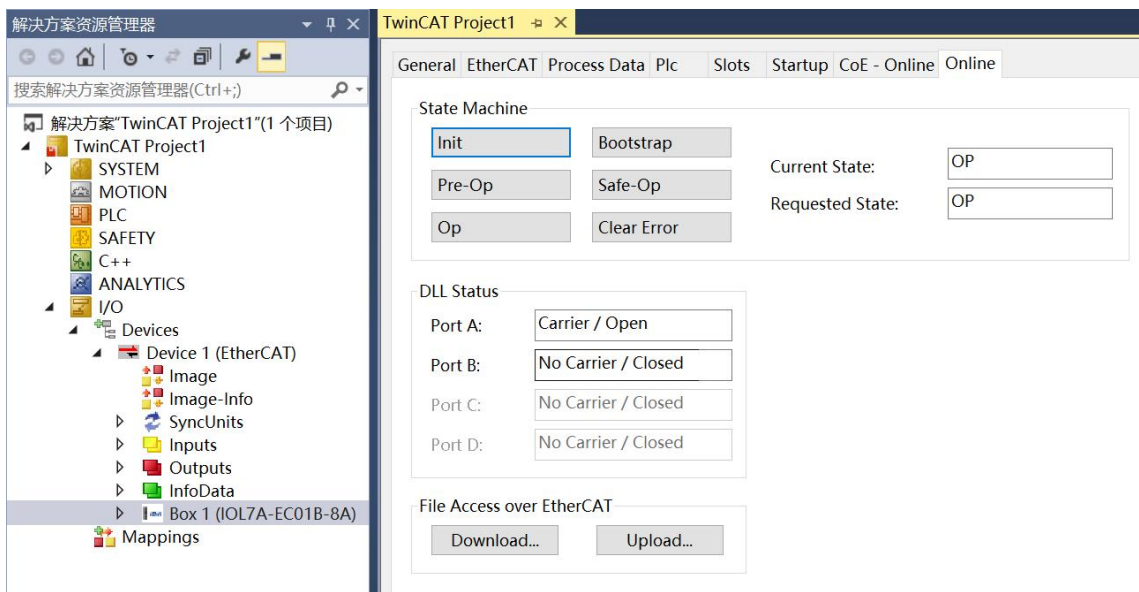 解决方案资源管理器
搜索解决方案资源管理器(Ctrl+;)
解决方案"TwinCAT Project1"(1 个项目)
TwinCAT Project1
SYSTEM
MOTION
PLC
SAFETY
C++
ANALYTICS
I/O
Devices
Device 1 (EtherCAT)
Image
Image-Info
SyncUnits
Inputs
Outputs
InfoData
Box 1 (IOL7A-EC01B-8A)
Mappings
TwinCAT Project1
General EtherCAT Process Data Plc Slots Startup CoE - Online Online
State Machine
Init Bootstrap
Pre-Op Safe-Op
Op Clear Error
Current State: OP
Requested State: OP
DLL Status
Port A: Carrier / Open
Port B: No Carrier / Closed
Port C: No Carrier / Closed
Port D: No Carrier / Closed
File Access over EtherCAT
Download... Upload...